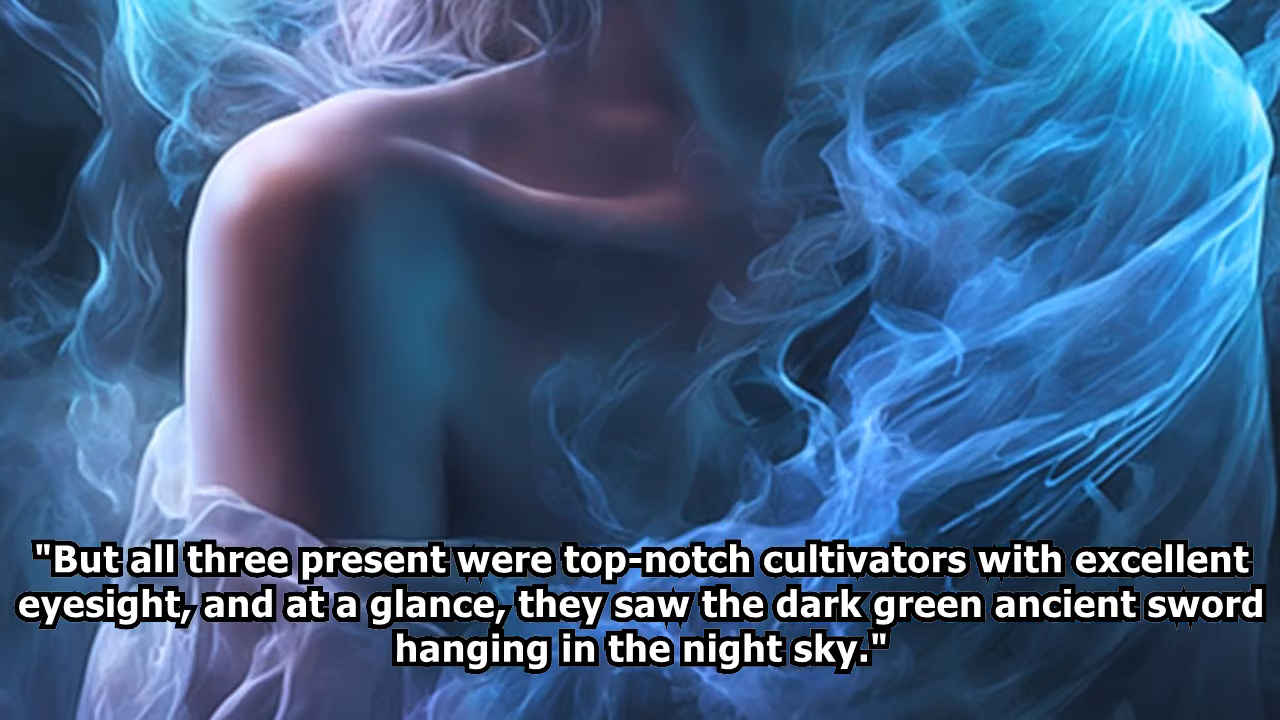 "But all three present were top-notch cultivators with excellent
eyesight, and at a glance, they saw the dark green ancient sword
hanging in the night sky."